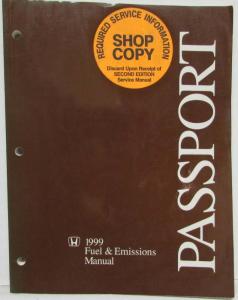 REQUIRED SERVICE INFORMATION
SHOP
COPY
Discard Upon Receipt of
SECOND EDITION
Service Manual
PASSPORT
1999
Fuel & Emissions
Manual